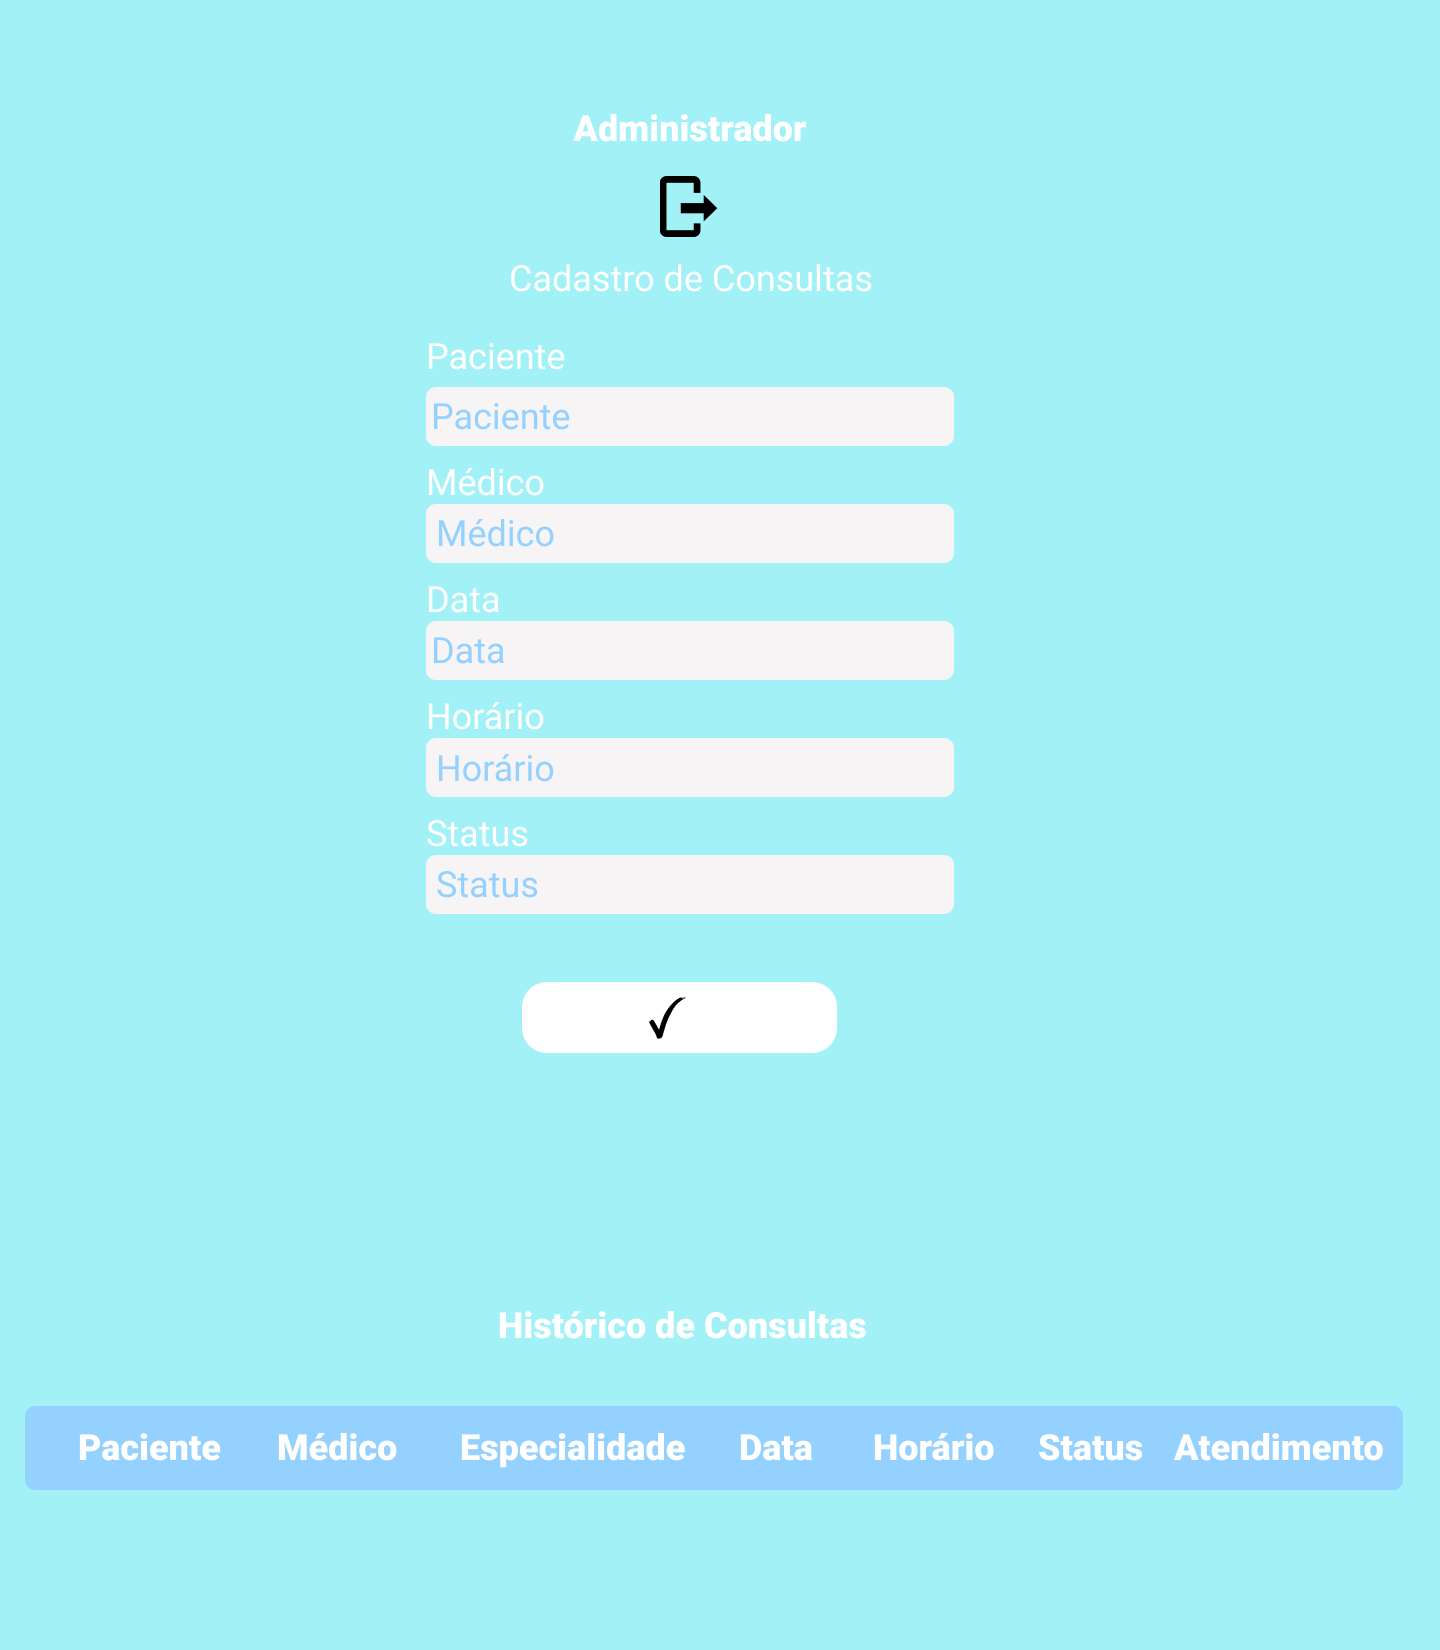 Administrador
Cadastro de Consultas
Paciente
Paciente
Médico
Médico
Data
Data
Horário
Horário
Status
Status
Histórico de Consultas
Paciente Médico Especialidade Data Horário Status Atendimento